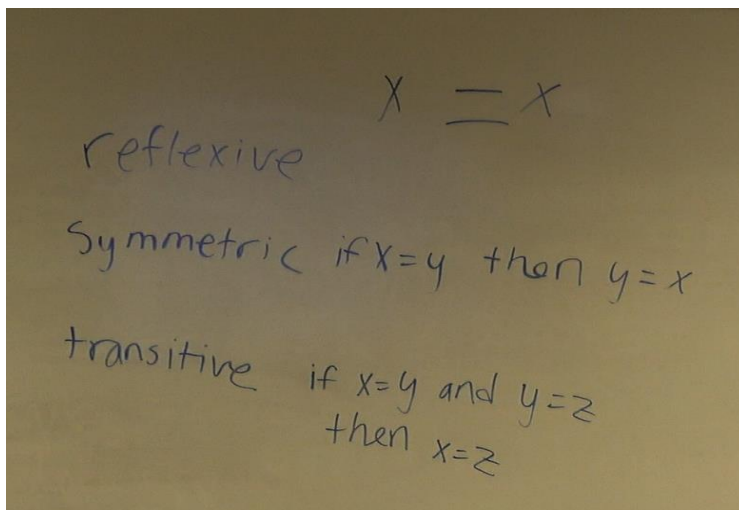 x = x
reflexive
Symmetric if x=y then y=x
transitive if x=y and y=z
then x=z